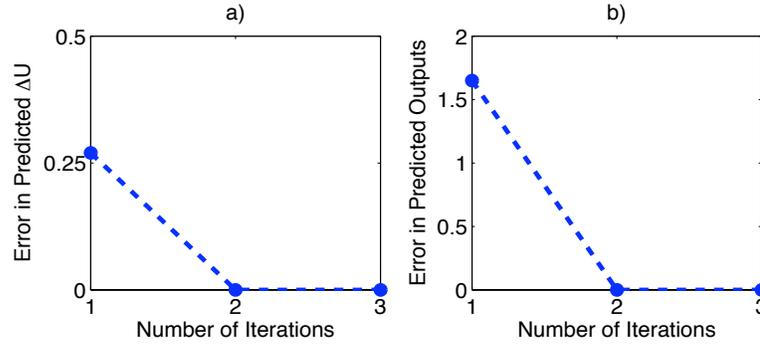 a)
0.5
0.25
0
1
2
3
Error in Predicted ΔU
Number of Iterations
b)
2
1.5
1
0.5
0
1
2
3
Error in Predicted Outputs
Number of Iterations